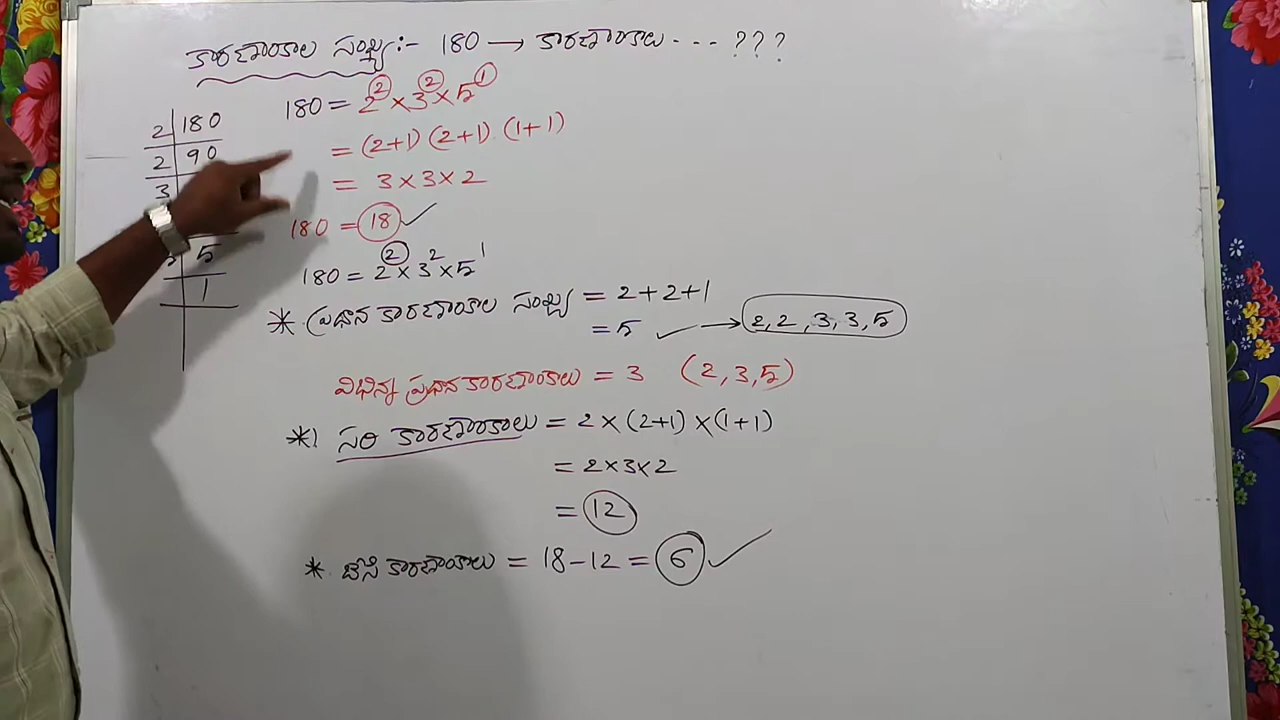 కారణాంకాల సంఖ్య:- 180 → కారణాంకాలు - - - ???
2 | 180
2 | 90
3
5
1
180 = 2² × 3² × 5¹
= (2+1) (2+1) (1+1)
= 3 × 3 × 2
180 = 18 ✓
180 = 2² × 3² × 5¹
* ప్రధాన కారణాంకాల సంఖ్య = 2+2+1
= 5 ✓ → 2, 2, 3, 3, 5
విభిన్న ప్రధాన కారణాంకాలు = 3 (2, 3, 5)
* సరి కారణాంకాలు = 2 × (2+1) × (1+1)
= 2×3×2
= 12
* బేసి కారణాంకాలు = 18 - 12 = 6 ✓